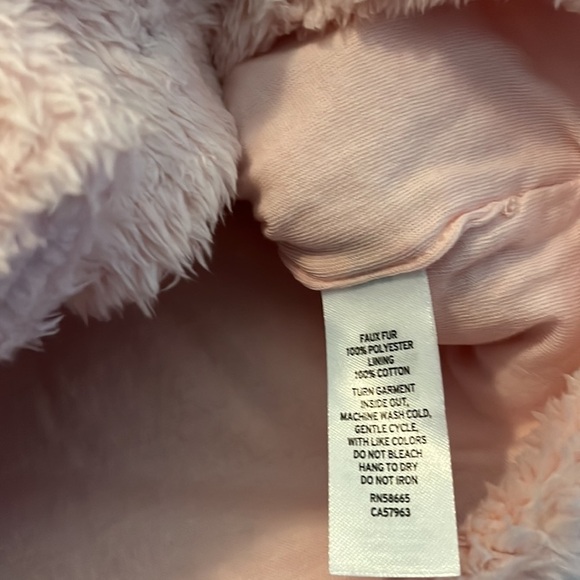 FAUX FUR
100% POLYESTER
LINING
100% COTTON
TURN GARMENT
INSIDE OUT,
MACHINE WASH COLD,
GENTLE CYCLE,
WITH LIKE COLORS
DO NOT BLEACH
HANG TO DRY
DO NOT IRON
RN58665
CA57963